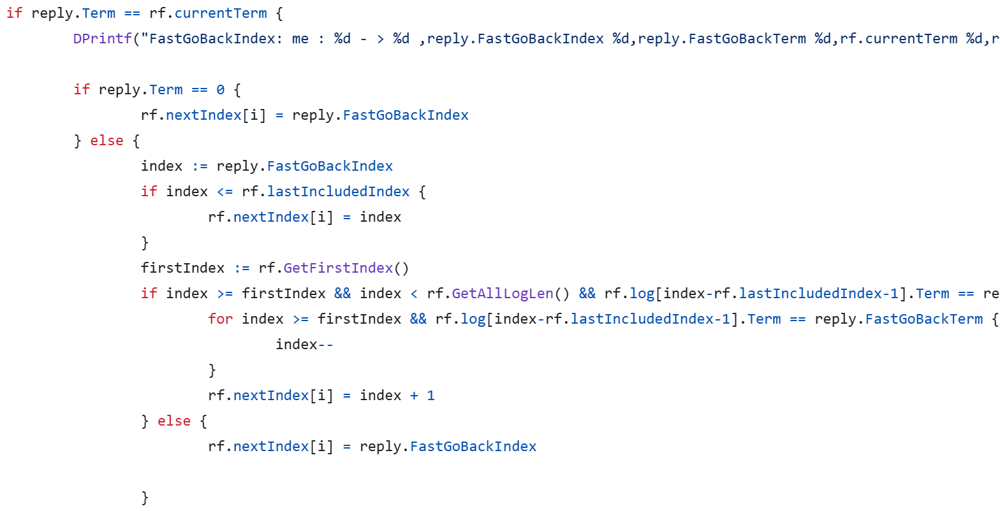 if reply.Term == rf.currentTerm {
DPrintf("FastGoBackIndex: me : %d - > %d ,reply.FastGoBackIndex %d,reply.FastGoBackTerm %d,rf.currentTerm %d,r
if reply.Term == 0 {
rf.nextIndex[i] = reply.FastGoBackIndex
} else {
index := reply.FastGoBackIndex
if index <= rf.lastIncludedIndex {
rf.nextIndex[i] = index
}
firstIndex := rf.GetFirstIndex()
if index >= firstIndex && index < rf.GetAllLogLen() && rf.log[index-rf.lastIncludedIndex-1].Term == re
for index >= firstIndex && rf.log[index-rf.lastIncludedIndex-1].Term == reply.FastGoBackTerm {
index--
}
rf.nextIndex[i] = index + 1
} else {
rf.nextIndex[i] = reply.FastGoBackIndex
}